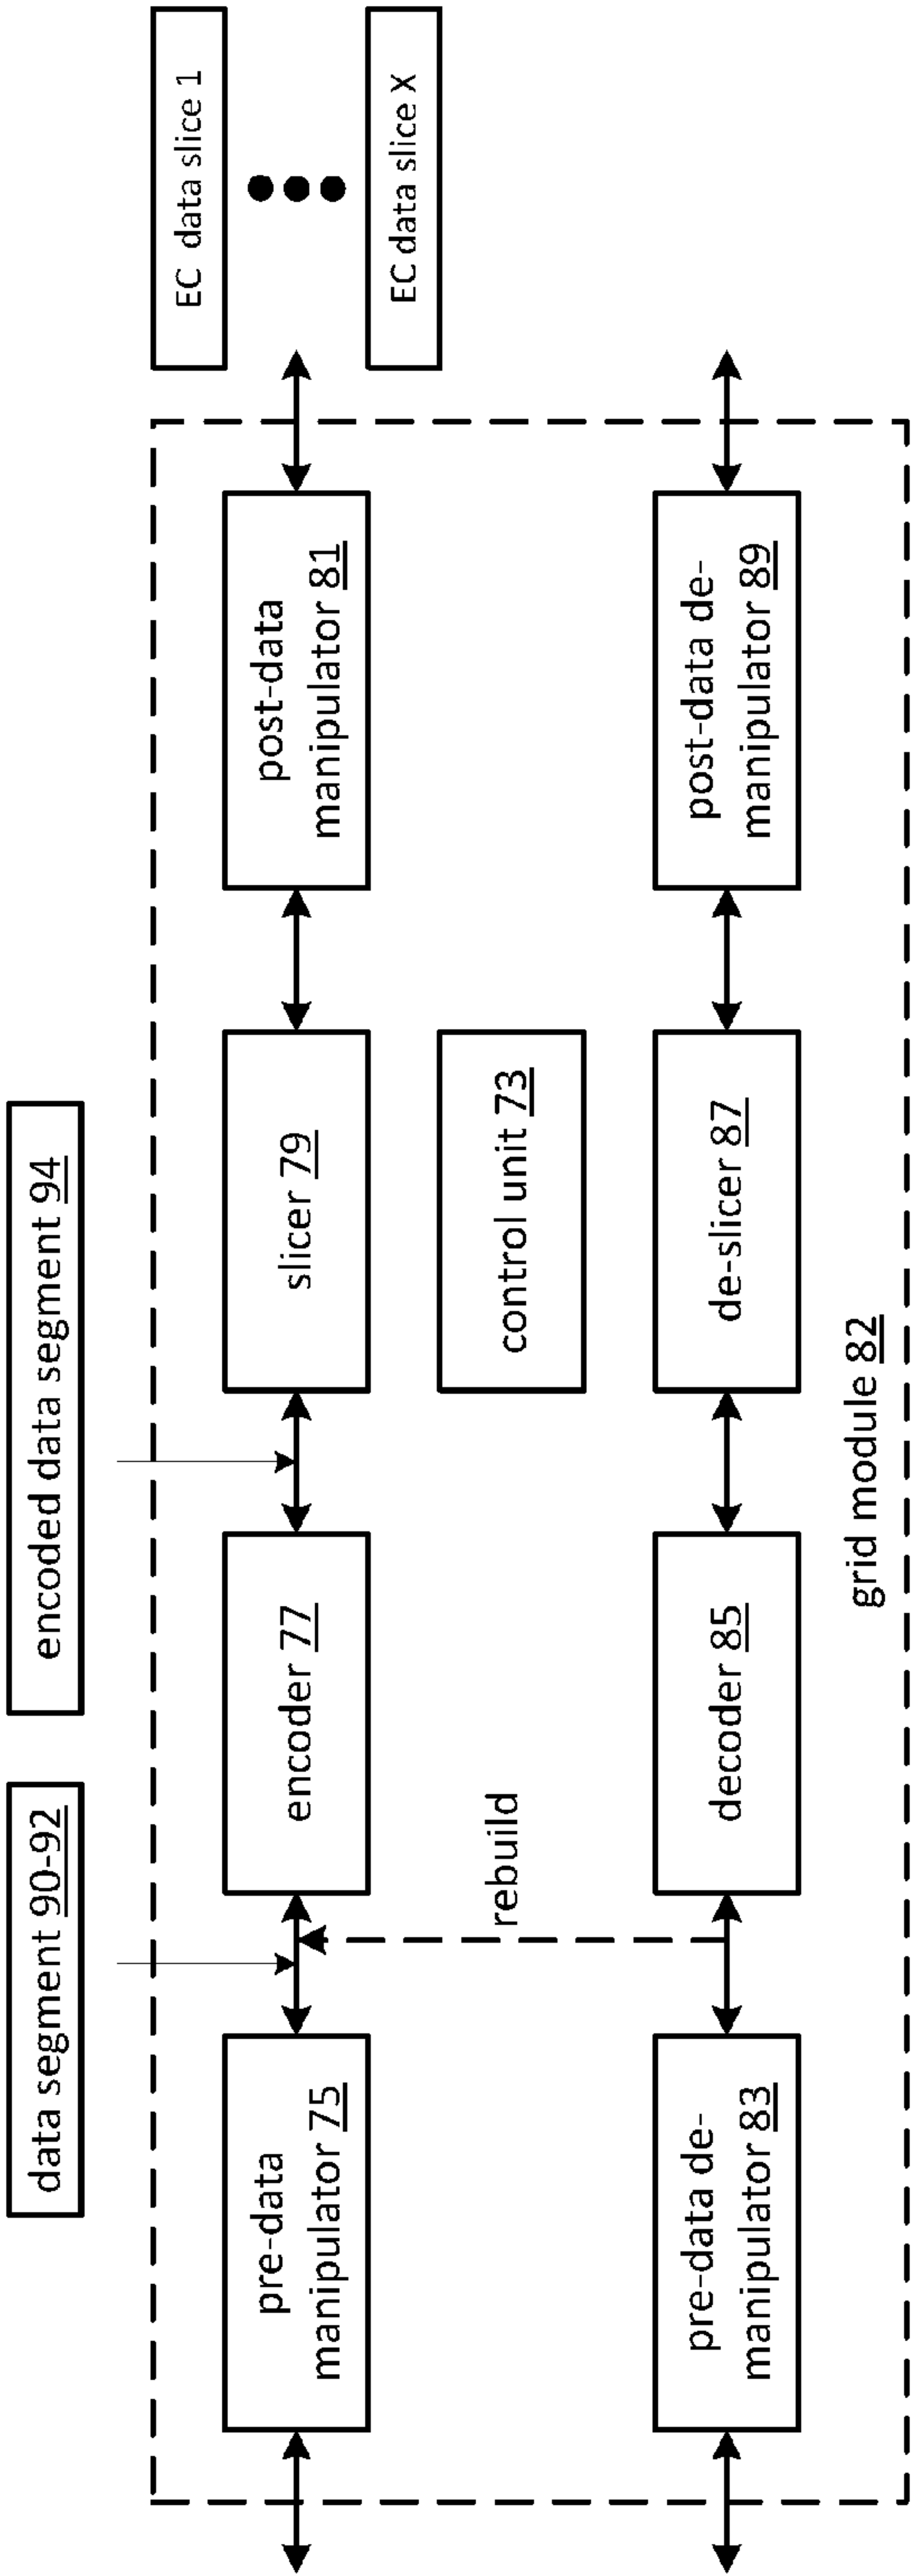 data segment 90-92
encoded data segment 94
EC data slice 1
EC data slice X
pre-data
manipulator 75
encoder 77
slicer 79
post-data
manipulator 81
rebuild
control unit 73
pre-data de-
manipulator 83
decoder 85
de-slicer 87
post-data de-
manipulator 89
grid module 82